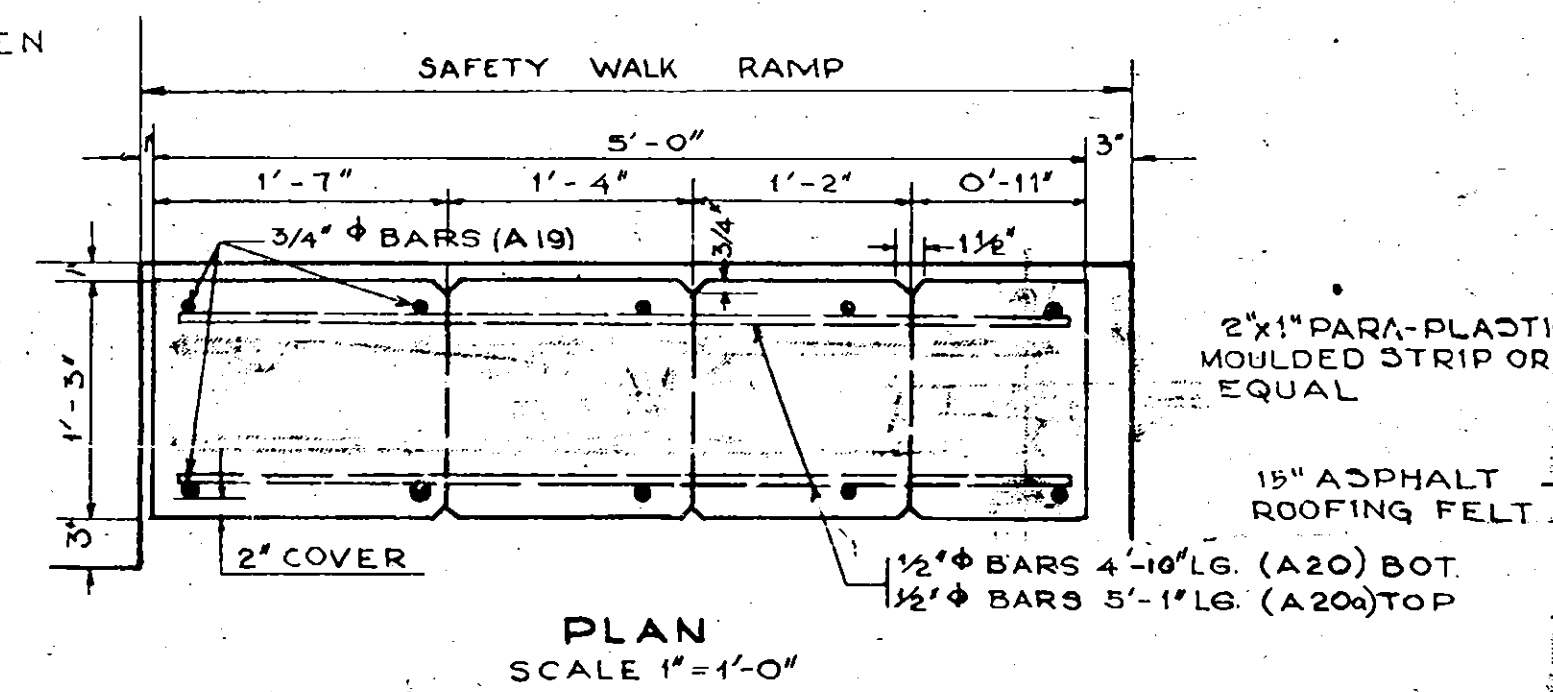 EN
SAFETY WALK RAMP
5'-0"
3"
1'-7"
1'-4"
1'-2"
0'-11"
3/4" ϕ BARS (A19)
3/4"
1½"
1"
1'-3"
3"
2" COVER
2"x1" PARA-PLASTI
MOULDED STRIP OR
EQUAL
15" ASPHALT
ROOFING FELT
½" ϕ BARS 4'-10" LG. (A20) BOT.
½" ϕ BARS 5'-1" LG. (A20a) TOP
PLAN
SCALE 1" = 1'-0"